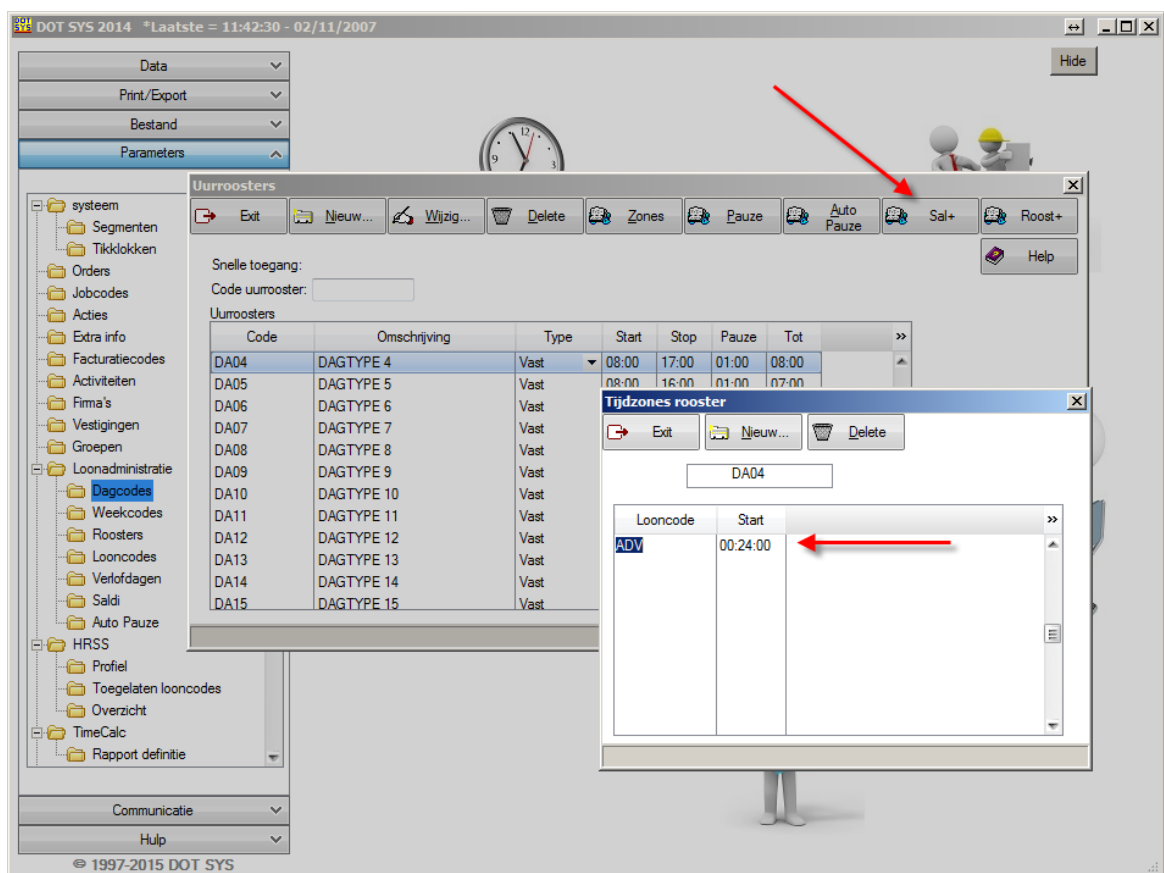 DOT SYS 2014 *Laatste = 11:42:30 - 02/11/2007
Hide
Data
Print/Export
Bestand
Parameters
systeem
Segmenten
Tikklokken
Orders
Jobcodes
Acties
Extra info
Facturatiecodes
Activiteiten
Firma's
Vestigingen
Groepen
Loonadministratie
Dagcodes
Weekcodes
Roosters
Looncodes
Verlofdagen
Saldi
Auto Pauze
HRSS
Profiel
Toegelaten looncodes
Overzicht
TimeCalc
Rapport definitie
Communicatie
Hulp
© 1997-2015 DOT SYS
12
9
3
Uurroosters
Exit Nieuw... Wijzig... Delete Zones Pauze Auto Pauze Sal+ Roost+
Help
Snelle toegang:
Code uurrooster:
Uurroosters
Code Omschrijving Type Start Stop Pauze Tot »
DA04 DAGTYPE 4 Vast 08:00 17:00 01:00 08:00
DA05 DAGTYPE 5 Vast 08:00 16:00 01:00 07:00
DA06 DAGTYPE 6 Vast
DA07 DAGTYPE 7 Vast
DA08 DAGTYPE 8 Vast
DA09 DAGTYPE 9 Vast
DA10 DAGTYPE 10 Vast
DA11 DAGTYPE 11 Vast
DA12 DAGTYPE 12 Vast
DA13 DAGTYPE 13 Vast
DA14 DAGTYPE 14 Vast
DA15 DAGTYPE 15 Vast
Tijdzones rooster
Exit Nieuw... Delete
DA04
Looncode Start »
ADV 00:24:00